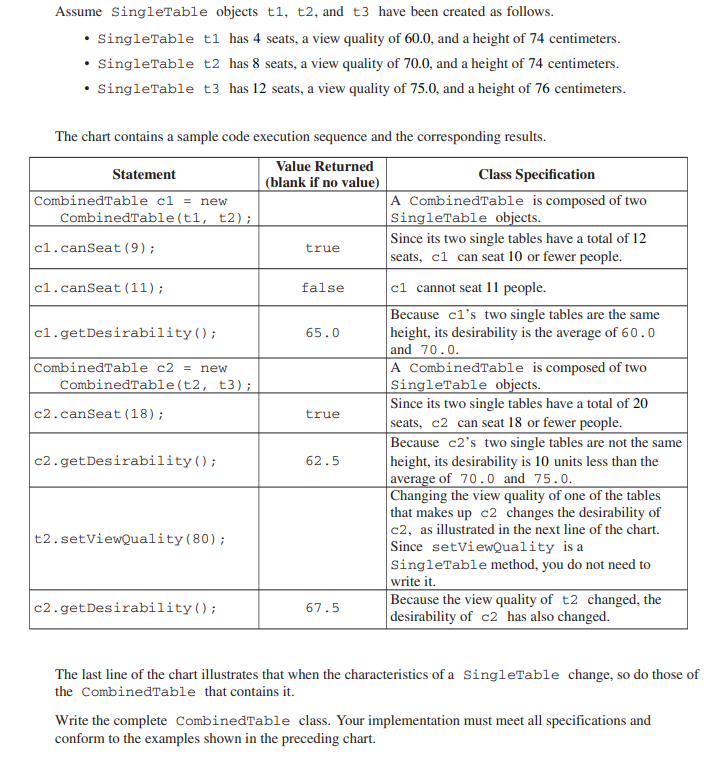 Assume SingleTable objects t1, t2, and t3 have been created as follows.
• SingleTable t1 has 4 seats, a view quality of 60.0, and a height of 74 centimeters.
• SingleTable t2 has 8 seats, a view quality of 70.0, and a height of 74 centimeters.
• SingleTable t3 has 12 seats, a view quality of 75.0, and a height of 76 centimeters.
The chart contains a sample code execution sequence and the corresponding results.
Statement
Value Returned
(blank if no value)
Class Specification
CombinedTable c1 = new
CombinedTable(t1, t2);
A CombinedTable is composed of two
SingleTable objects.
c1.canSeat(9);
true
Since its two single tables have a total of 12
seats, c1 can seat 10 or fewer people.
c1.canSeat(11);
false
c1 cannot seat 11 people.
c1.getDesirability();
65.0
Because c1's two single tables are the same
height, its desirability is the average of 60.0
and 70.0.
CombinedTable c2 = new
CombinedTable(t2, t3);
A CombinedTable is composed of two
SingleTable objects.
c2.canSeat(18);
true
Since its two single tables have a total of 20
seats, c2 can seat 18 or fewer people.
c2.getDesirability();
62.5
Because c2's two single tables are not the same
height, its desirability is 10 units less than the
average of 70.0 and 75.0.
t2.setViewQuality(80);
Changing the view quality of one of the tables
that makes up c2 changes the desirability of
c2, as illustrated in the next line of the chart.
Since setViewQuality is a
SingleTable method, you do not need to
write it.
c2.getDesirability();
67.5
Because the view quality of t2 changed, the
desirability of c2 has also changed.
The last line of the chart illustrates that when the characteristics of a SingleTable change, so do those of
the CombinedTable that contains it.
Write the complete CombinedTable class. Your implementation must meet all specifications and
conform to the examples shown in the preceding chart.